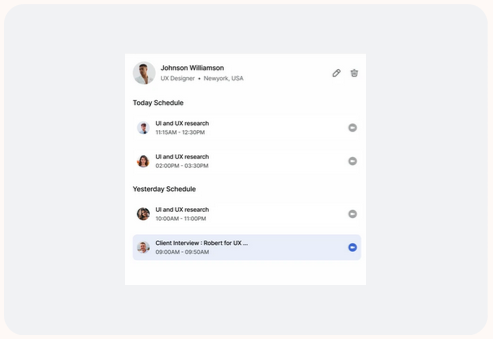 Johnson Williamson
UX Designer • Newyork, USA
Today Schedule
UI and UX research
11:15AM - 12:30PM
UI and UX research
02:00PM - 03:30PM
Yesterday Schedule
UI and UX research
10:00AM - 11:00PM
Client Interview : Robert for UX ...
09:00AM - 09:50AM